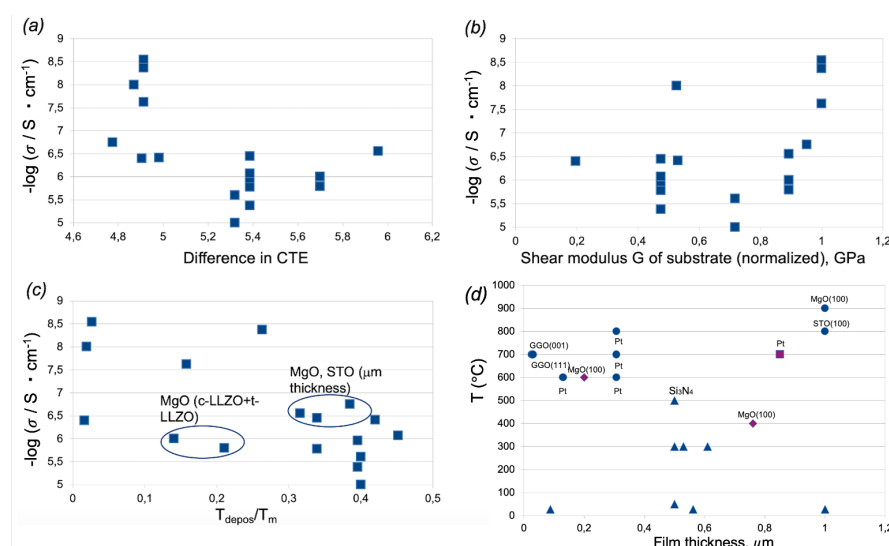 (a)
9
8,5
8
7,5
7
6,5
6
5,5
5
-log (σ / S · cm⁻¹)
4,6 4,8 5 5,2 5,4 5,6 5,8 6 6,2
Difference in CTE
(b)
9
8,5
8
7,5
7
6,5
6
5,5
5
-log (σ / S · cm⁻¹)
0 0,2 0,4 0,6 0,8 1 1,2
Shear modulus G of substrate (normalized), GPa
(c)
9
8,5
8
7,5
7
6,5
6
5,5
5
-log (σ / S · cm⁻¹)
MgO, STO (μm
thickness)
MgO (c-LLZO+t-
LLZO)
0 0,1 0,2 0,3 0,4 0,5
T_depos/T_m
(d)
1000
900
800
700
600
500
400
300
200
100
0
T (°C)
MgO(100)
STO(100)
Pt
Pt
GGO(001)
GGO(111)
MgO(100)
Pt
Pt
Pt
Si₃N₄
MgO(100)
0 0,2 0,4 0,6 0,8 1 1,2
Film thickness, μm